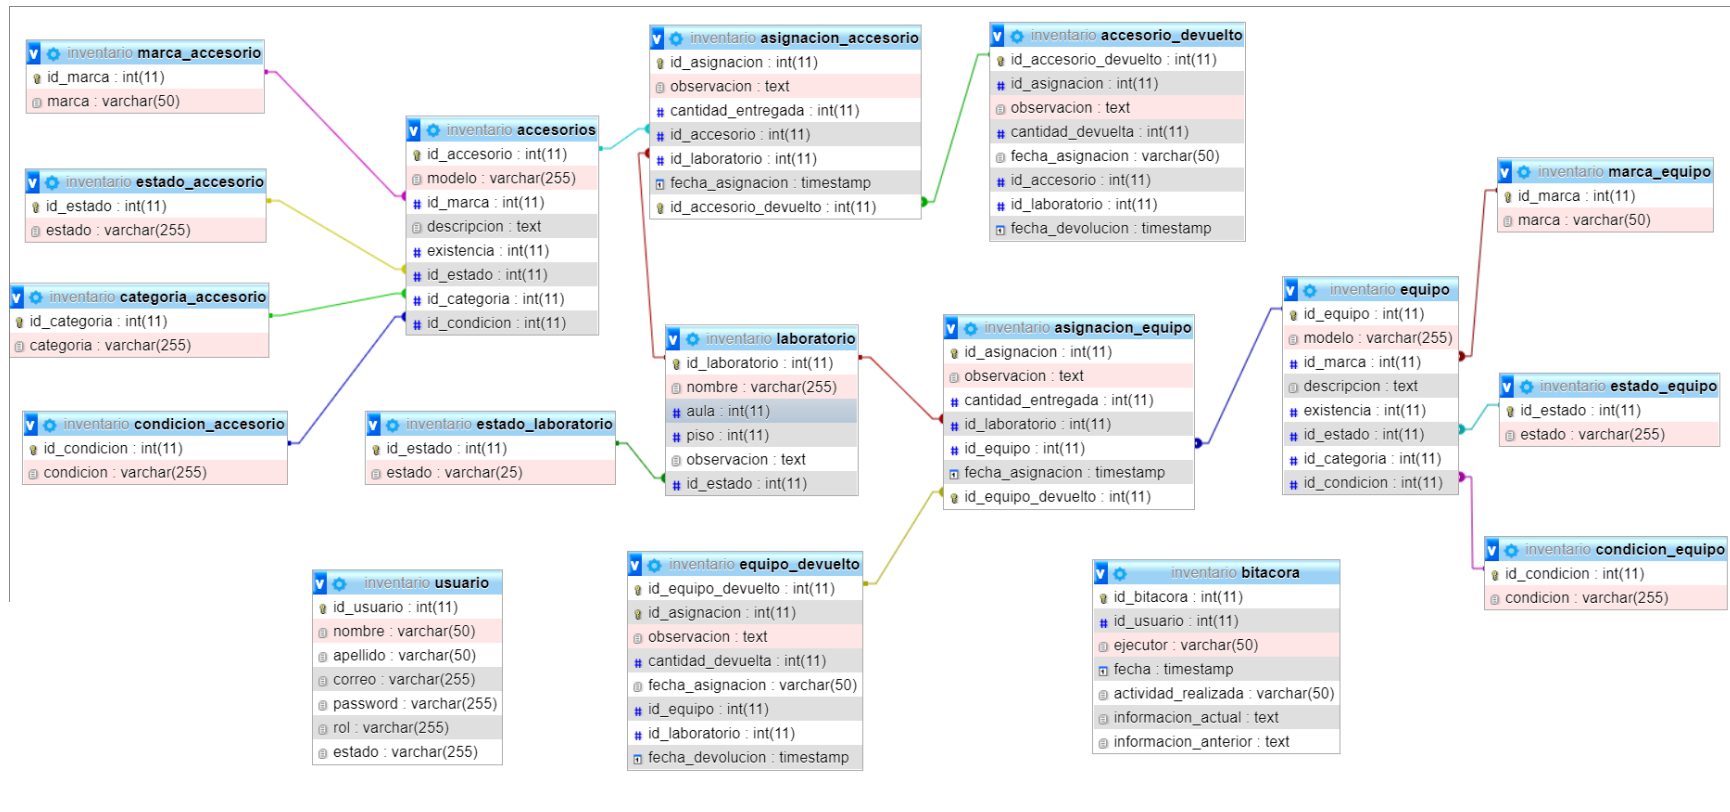 inventario marca_accesorio
id_marca : int(11)
marca : varchar(50)
inventario estado_accesorio
id_estado : int(11)
estado : varchar(255)
inventario categoria_accesorio
id_categoria : int(11)
categoria : varchar(255)
inventario condicion_accesorio
id_condicion : int(11)
condicion : varchar(255)
inventario accesorios
id_accesorio : int(11)
modelo : varchar(255)
id_marca : int(11)
descripcion : text
existencia : int(11)
id_estado : int(11)
id_categoria : int(11)
id_condicion : int(11)
inventario estado_laboratorio
id_estado : int(11)
estado : varchar(25)
inventario usuario
id_usuario : int(11)
nombre : varchar(50)
apellido : varchar(50)
correo : varchar(255)
password : varchar(255)
rol : varchar(255)
estado : varchar(255)
inventario asignacion_accesorio
id_asignacion : int(11)
observacion : text
cantidad_entregada : int(11)
id_accesorio : int(11)
id_laboratorio : int(11)
fecha_asignacion : timestamp
id_accesorio_devuelto : int(11)
inventario laboratorio
id_laboratorio : int(11)
nombre : varchar(255)
aula : int(11)
piso : int(11)
observacion : text
id_estado : int(11)
inventario equipo_devuelto
id_equipo_devuelto : int(11)
id_asignacion : int(11)
observacion : text
cantidad_devuelta : int(11)
fecha_asignacion : varchar(50)
id_equipo : int(11)
id_laboratorio : int(11)
fecha_devolucion : timestamp
inventario accesorio_devuelto
id_accesorio_devuelto : int(11)
id_asignacion : int(11)
observacion : text
cantidad_devuelta : int(11)
fecha_asignacion : varchar(50)
id_accesorio : int(11)
id_laboratorio : int(11)
fecha_devolucion : timestamp
inventario asignacion_equipo
id_asignacion : int(11)
observacion : text
cantidad_entregada : int(11)
id_laboratorio : int(11)
id_equipo : int(11)
fecha_asignacion : timestamp
id_equipo_devuelto : int(11)
inventario bitacora
id_bitacora : int(11)
id_usuario : int(11)
ejecutor : varchar(50)
fecha : timestamp
actividad_realizada : varchar(50)
informacion_actual : text
informacion_anterior : text
inventario equipo
id_equipo : int(11)
modelo : varchar(255)
id_marca : int(11)
descripcion : text
existencia : int(11)
id_estado : int(11)
id_categoria : int(11)
id_condicion : int(11)
inventario marca_equipo
id_marca : int(11)
marca : varchar(50)
inventario estado_equipo
id_estado : int(11)
estado : varchar(255)
inventario condicion_equipo
id_condicion : int(11)
condicion : varchar(255)